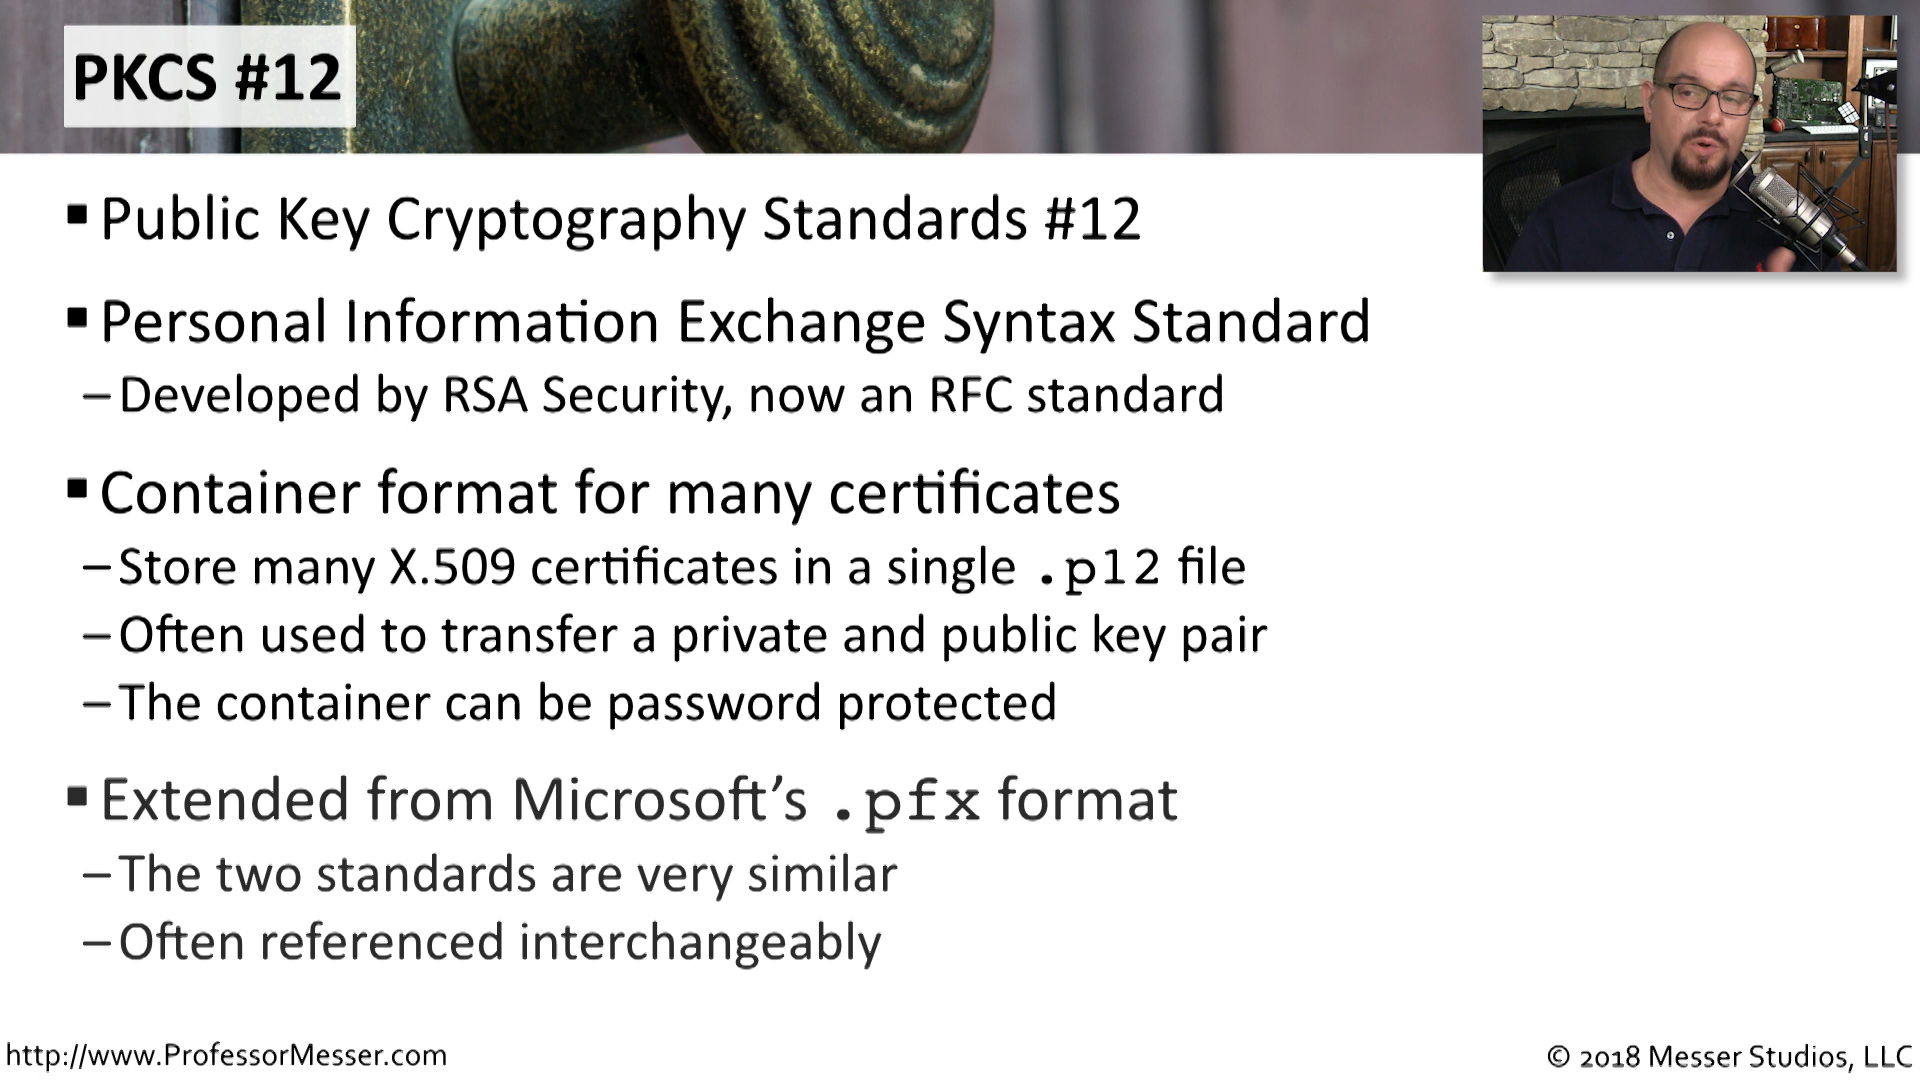 PKCS #12
▪ Public Key Cryptography Standards #12
▪ Personal Information Exchange Syntax Standard
– Developed by RSA Security, now an RFC standard
▪ Container format for many certificates
– Store many X.509 certificates in a single .p12 file
– Often used to transfer a private and public key pair
– The container can be password protected
▪ Extended from Microsoft’s .pfx format
– The two standards are very similar
– Often referenced interchangeably
http://www.ProfessorMesser.com
© 2018 Messer Studios, LLC